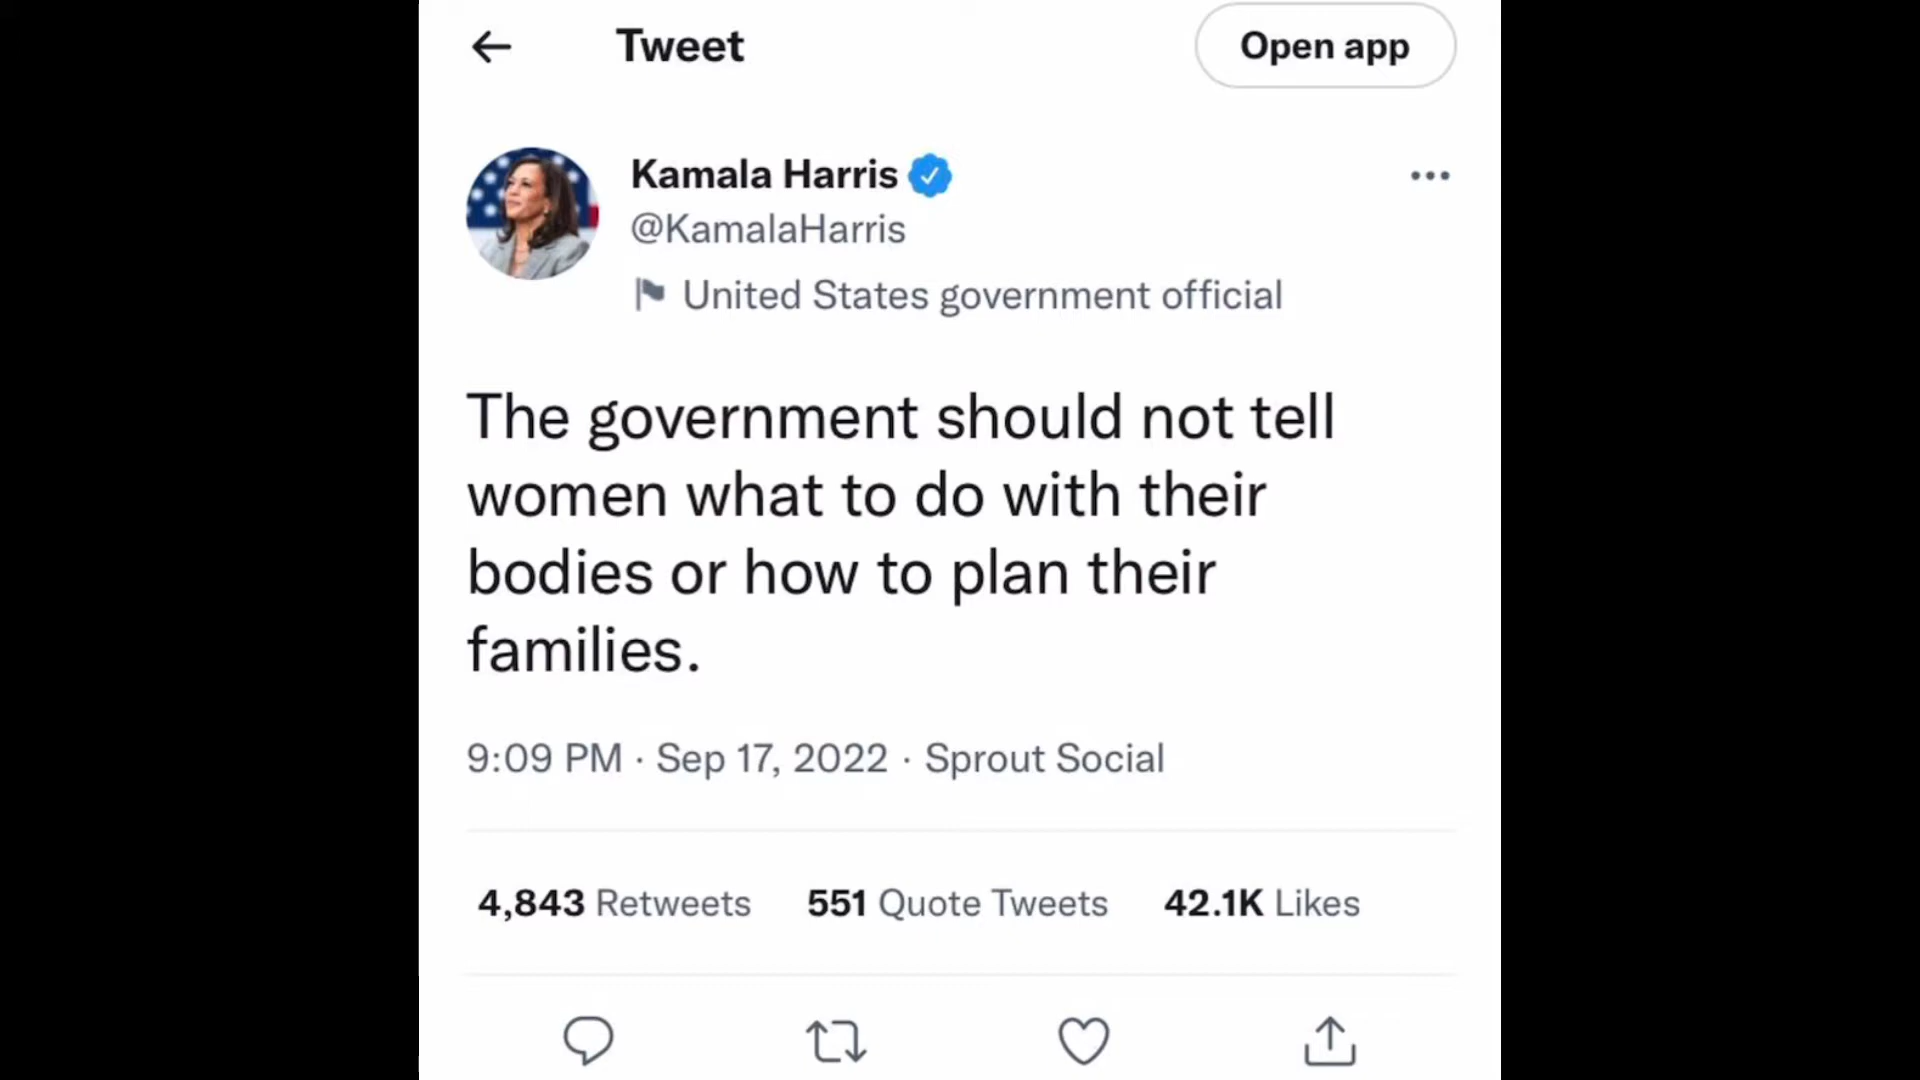 Tweet
Open app
Kamala Harris
@KamalaHarris
United States government official
The government should not tell
women what to do with their
bodies or how to plan their
families.
9:09 PM · Sep 17, 2022 · Sprout Social
4,843 Retweets 551 Quote Tweets 42.1K Likes